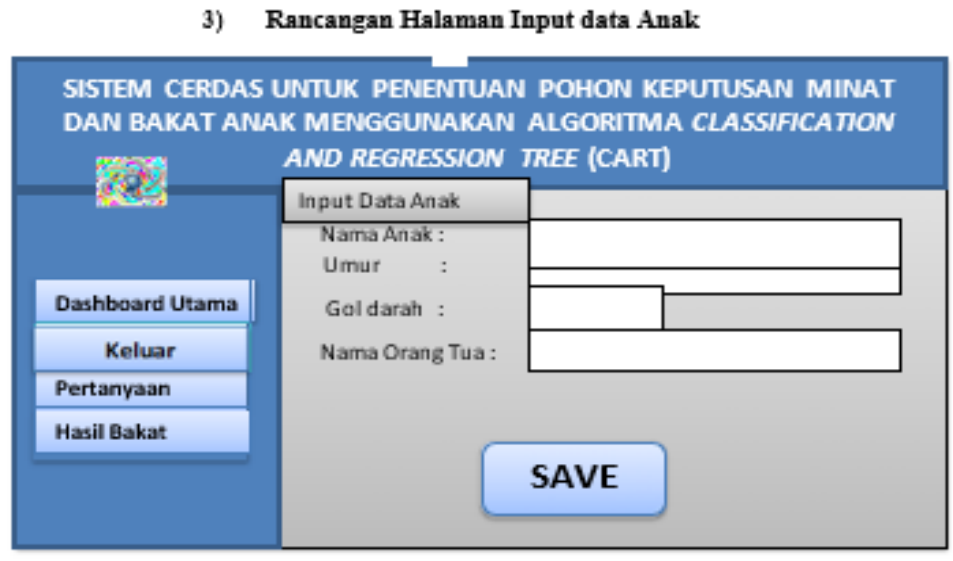 3) Rancangan Halaman Input data Anak
SISTEM CERDAS UNTUK PENENTUAN POHON KEPUTUSAN MINAT
DAN BAKAT ANAK MENGGUNAKAN ALGORITMA CLASSIFICATION
AND REGRESSION TREE (CART)
Input Data Anak
Nama Anak :
Umur :
Gol darah :
Nama Orang Tua :
Dashboard Utama
Keluar
Pertanyaan
Hasil Bakat
SAVE